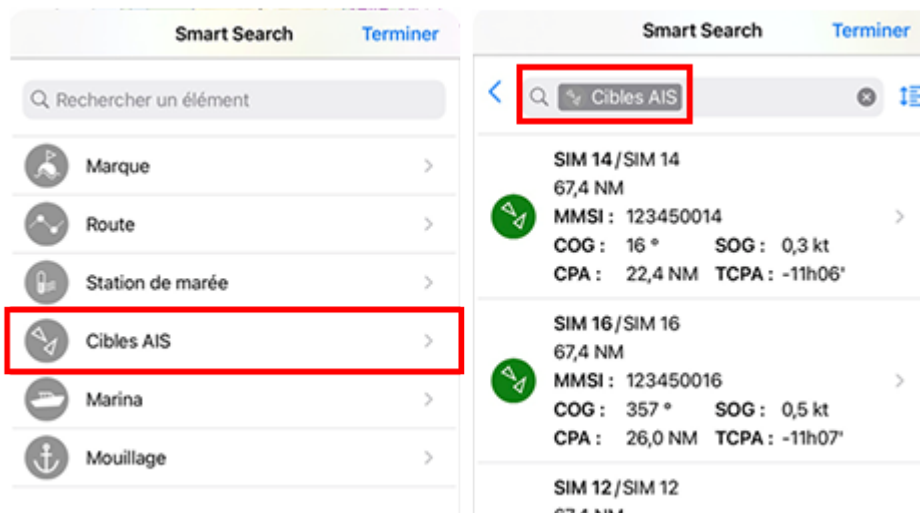 Smart Search
Terminer
Rechercher un élément
Marque
Route
Station de marée
Cibles AIS
Marina
Mouillage
Smart Search
Terminer
Cibles AIS
SIM 14/SIM 14
67,4 NM
MMSI : 123450014
COG : 16 ° SOG : 0,3 kt
CPA : 22,4 NM TCPA : -11h06'
SIM 16/SIM 16
67,4 NM
MMSI : 123450016
COG : 357 ° SOG : 0,5 kt
CPA : 26,0 NM TCPA : -11h07'
SIM 12/SIM 12
67,4 NM